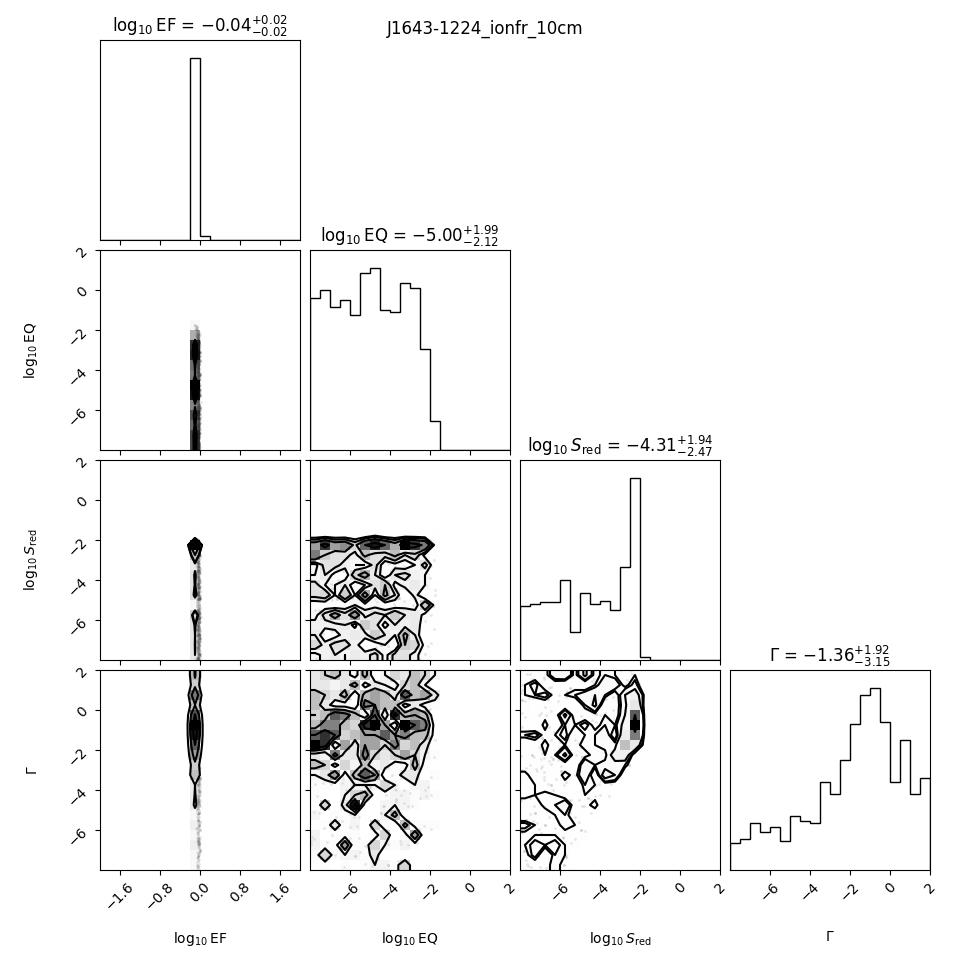 J1643-1224_ionfr_10cm
log₁₀ EF = −0.04 +0.02 −0.02
log₁₀ EQ = −5.00 +1.99 −2.12
2
0
−2
−4
−6
log₁₀ EQ
log₁₀ S_red = −4.31 +1.94 −2.47
2
0
−2
−4
−6
log₁₀ S_red
Γ = −1.36 +1.92 −3.15
2
0
−2
−4
−6
Γ
−1.6 −0.8 0.0 0.8 1.6 −6 −4 −2 0 2 −6 −4 −2 0 2 −6 −4 −2 0 2
log₁₀ EF log₁₀ EQ log₁₀ S_red Γ